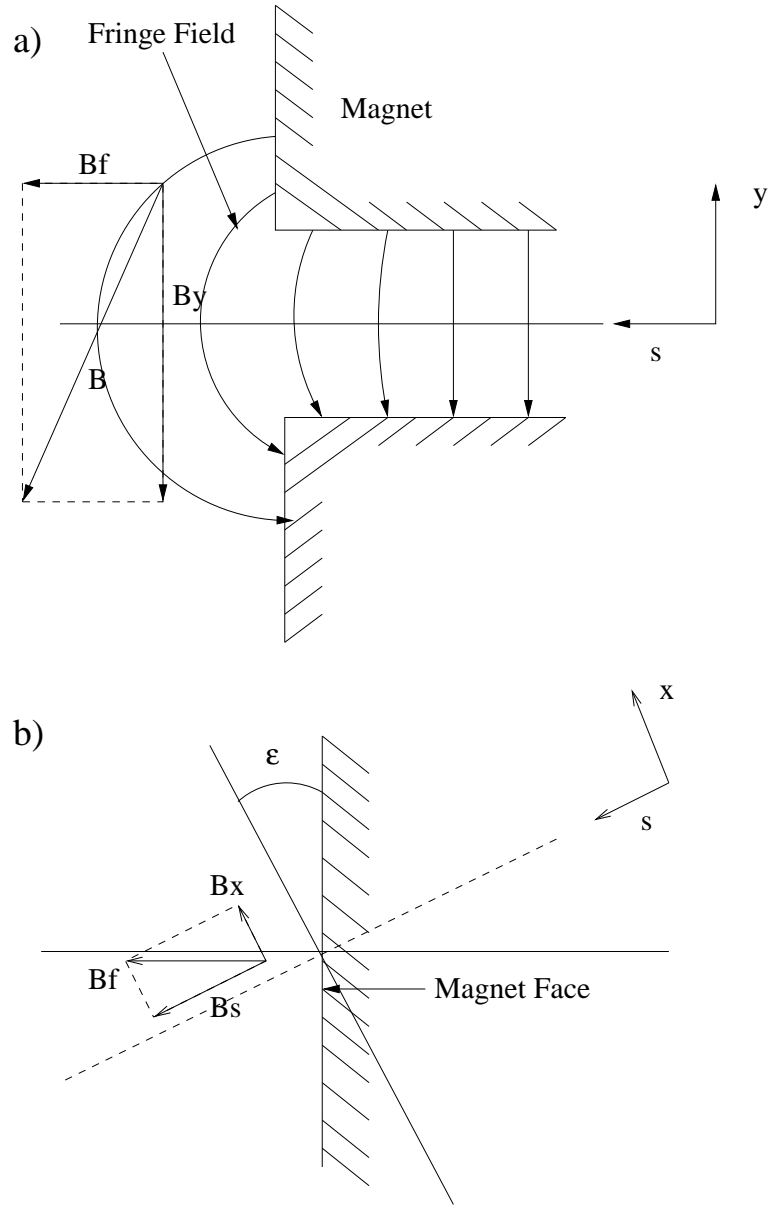 a)
Fringe Field
Magnet
Bf
y
By
s
B
x
b)
ε
s
Bx
Bf
Bs
Magnet Face